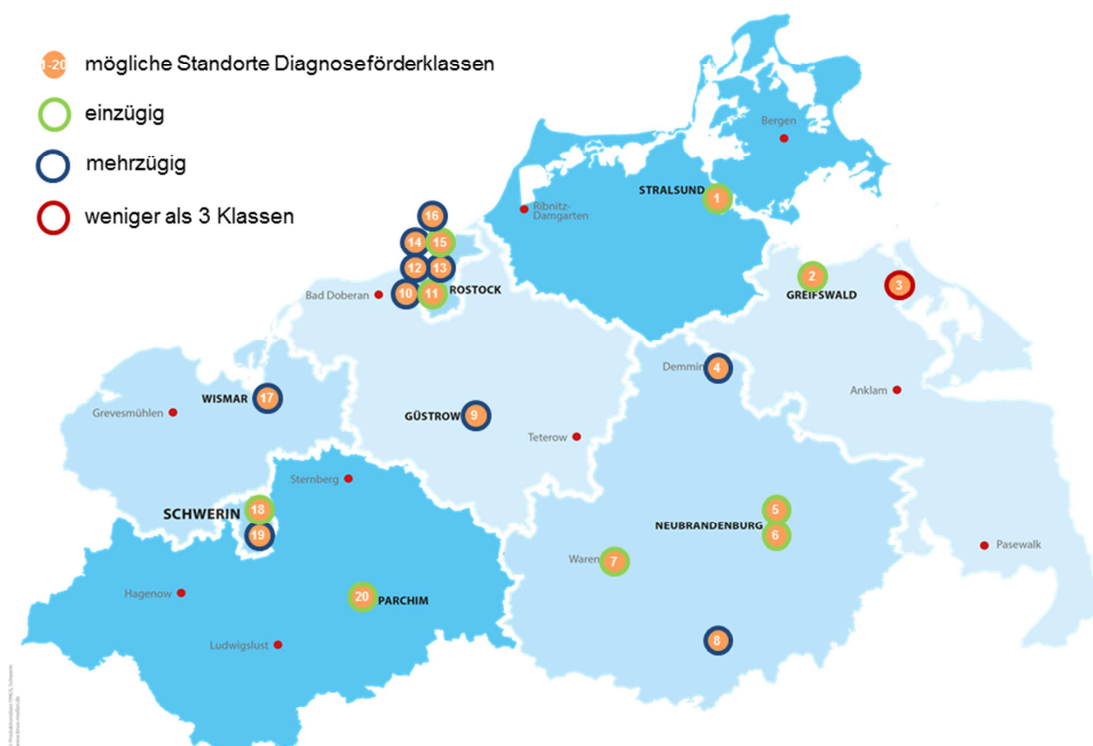 1-20 mögliche Standorte Diagnoseförderklassen
einzügig
mehrzügig
weniger als 3 Klassen
Bergen
STRALSUND
1
Ribnitz-
Damgarten
16
14
15
12
13
10
11
ROSTOCK
Bad Doberan
2
GREIFSWALD
3
Demmin
4
Anklam
WISMAR
17
Grevesmühlen
GÜSTROW
9
Teterow
Sternberg
SCHWERIN
18
19
NEUBRANDENBURG
5
6
Waren
7
Pasewalk
Hagenow
20
PARCHIM
Ludwigslust
8